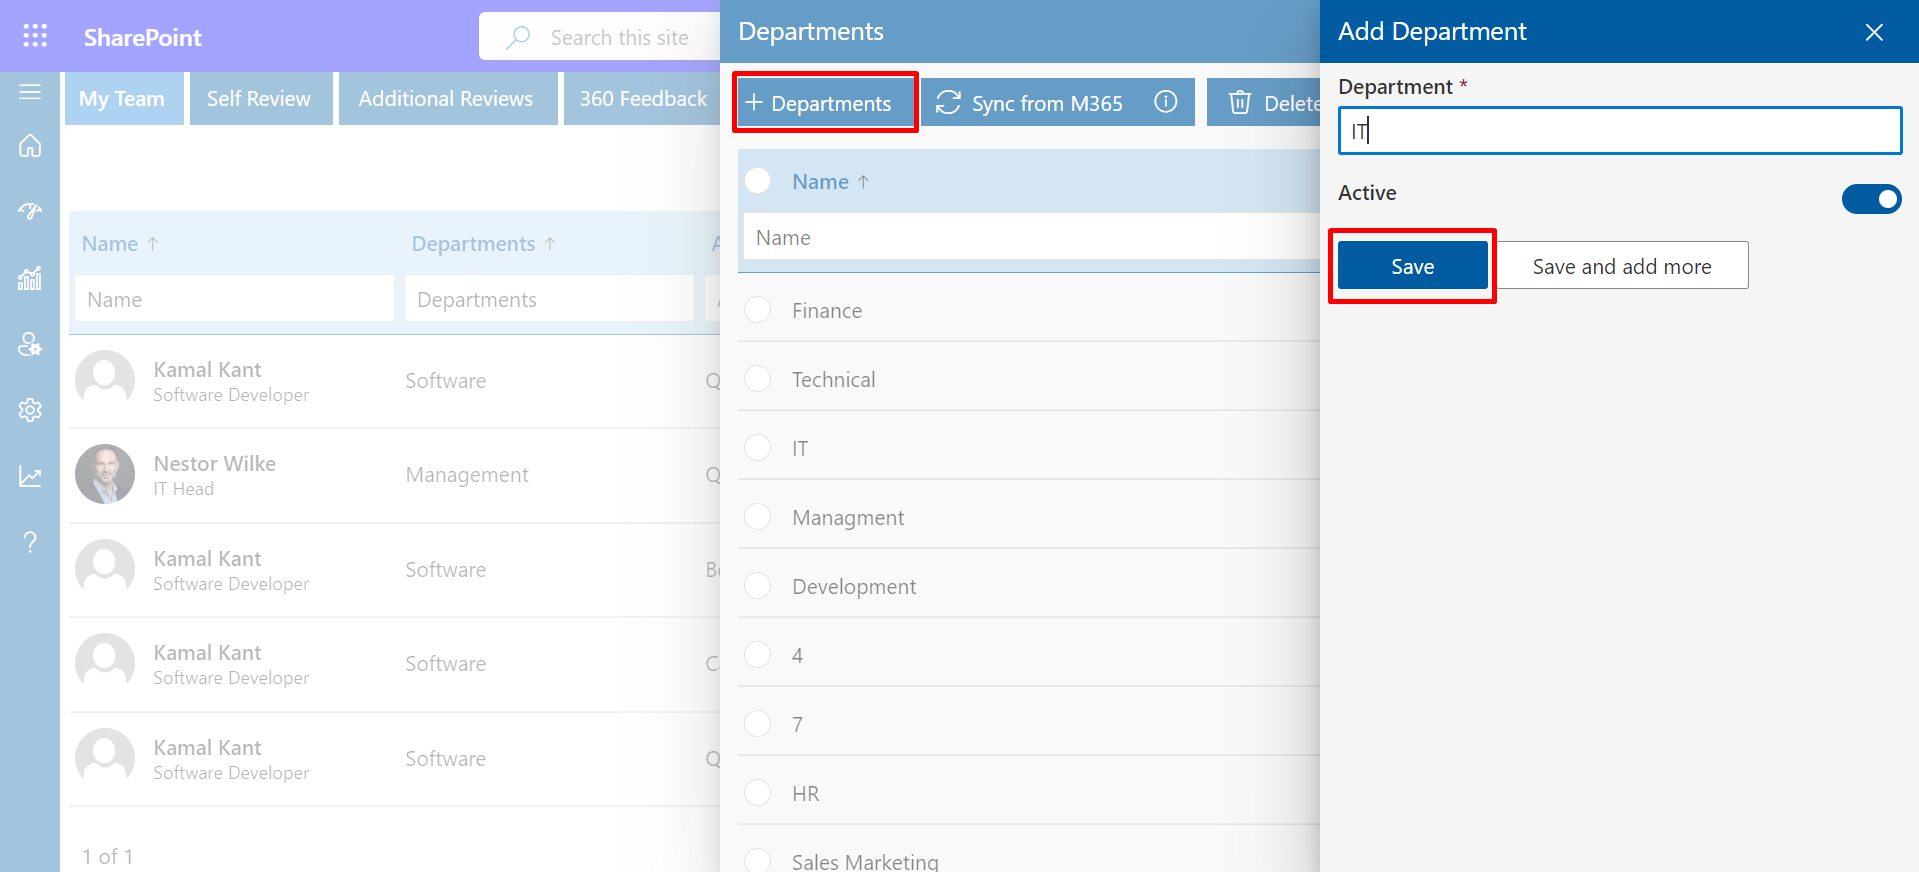 SharePoint
Search this site
My Team
Self Review
Additional Reviews
360 Feedback
Name ↑
Departments ↑
Name
Departments
Kamal Kant
Software Developer
Software
Nestor Wilke
IT Head
Management
Kamal Kant
Software Developer
Software
Kamal Kant
Software Developer
Software
Kamal Kant
Software Developer
Software
1 of 1
Departments
+ Departments
Sync from M365
Delete
Name ↑
Name
Finance
Technical
IT
Managment
Development
4
7
HR
Sales Marketing
Add Department
Department *
IT
Active
Save
Save and add more